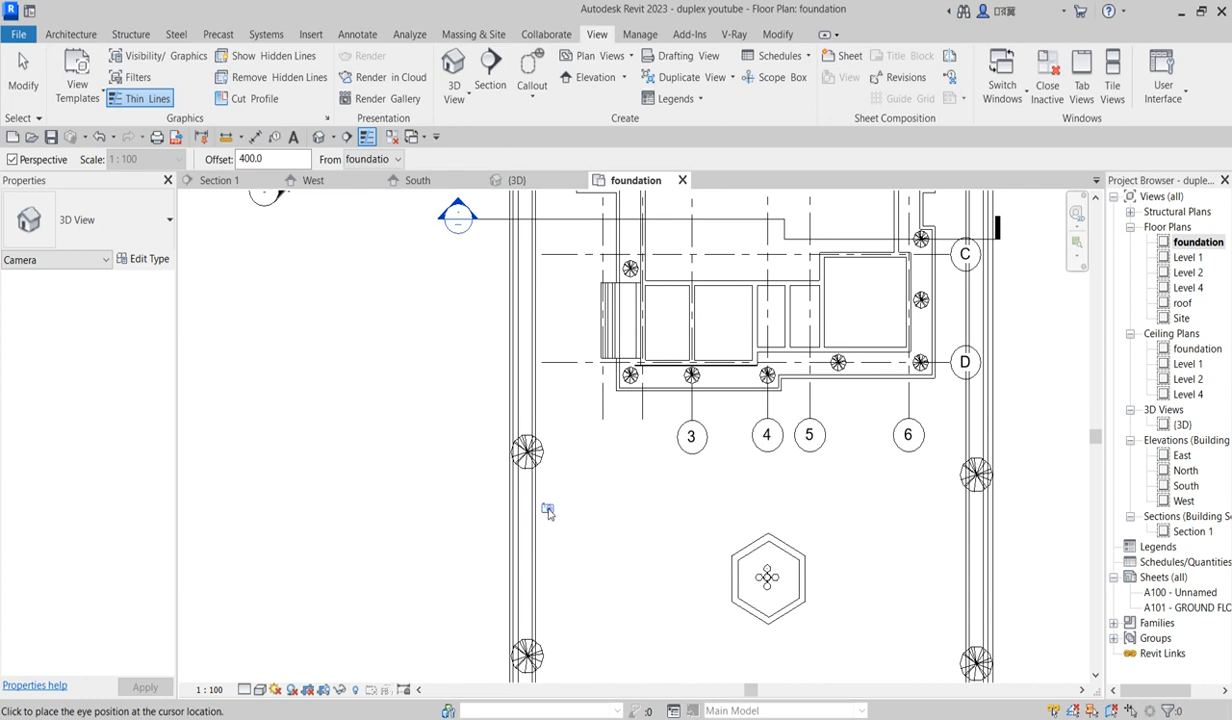 Autodesk Revit 2023 - duplex youtube - Floor Plan: foundation
File Architecture Structure Steel Precast Systems Insert Annotate Analyze Massing & Site Collaborate View Manage Add-Ins V-Ray Modify
Modify
View
Templates
Visibility/ Graphics
Filters
Thin Lines
Show Hidden Lines
Remove Hidden Lines
Cut Profile
Render
Render in Cloud
Render Gallery
3D
View
Section
Callout
Plan Views
Elevation
Drafting View
Duplicate View
Legends
Schedules
Scope Box
Sheet
View
Title Block
Revisions
Guide Grid
Switch
Windows
Close
Inactive
Tab
Views
Tile
Views
User
Interface
Select Graphics Presentation Create Sheet Composition Windows
Perspective Scale: 1 : 100 Offset: 400.0 From foundatio
Properties
Section 1 West South {3D} foundation
3D View
Camera
Edit Type
C
D
3 4 5 6
Project Browser - duple...
Views (all)
Structural Plans
Floor Plans
foundation
Level 1
Level 2
Level 4
roof
Site
Ceiling Plans
foundation
Level 1
Level 2
Level 4
3D Views
{3D}
Elevations (Building
East
North
South
West
Sections (Building Se
Section 1
Legends
Schedules/Quantities
Sheets (all)
A100 - Unnamed
A101 - GROUND FLO
Families
Groups
Revit Links
Properties help
Apply
1 : 100
Click to place the eye position at the cursor location.
:0
Main Model
:0